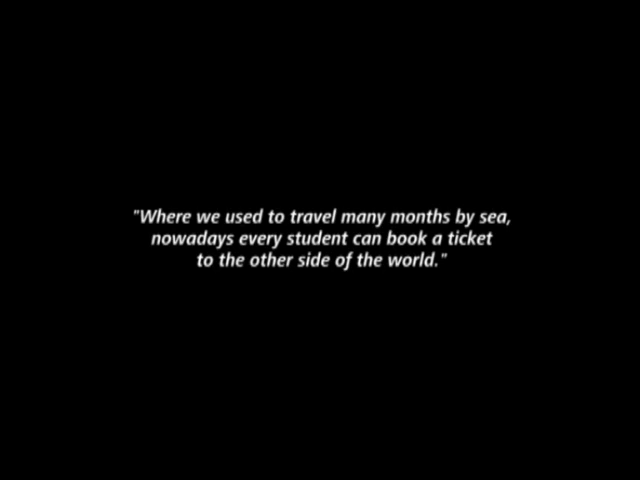 "Where we used to travel many months by sea,
nowadays every student can book a ticket
to the other side of the world."